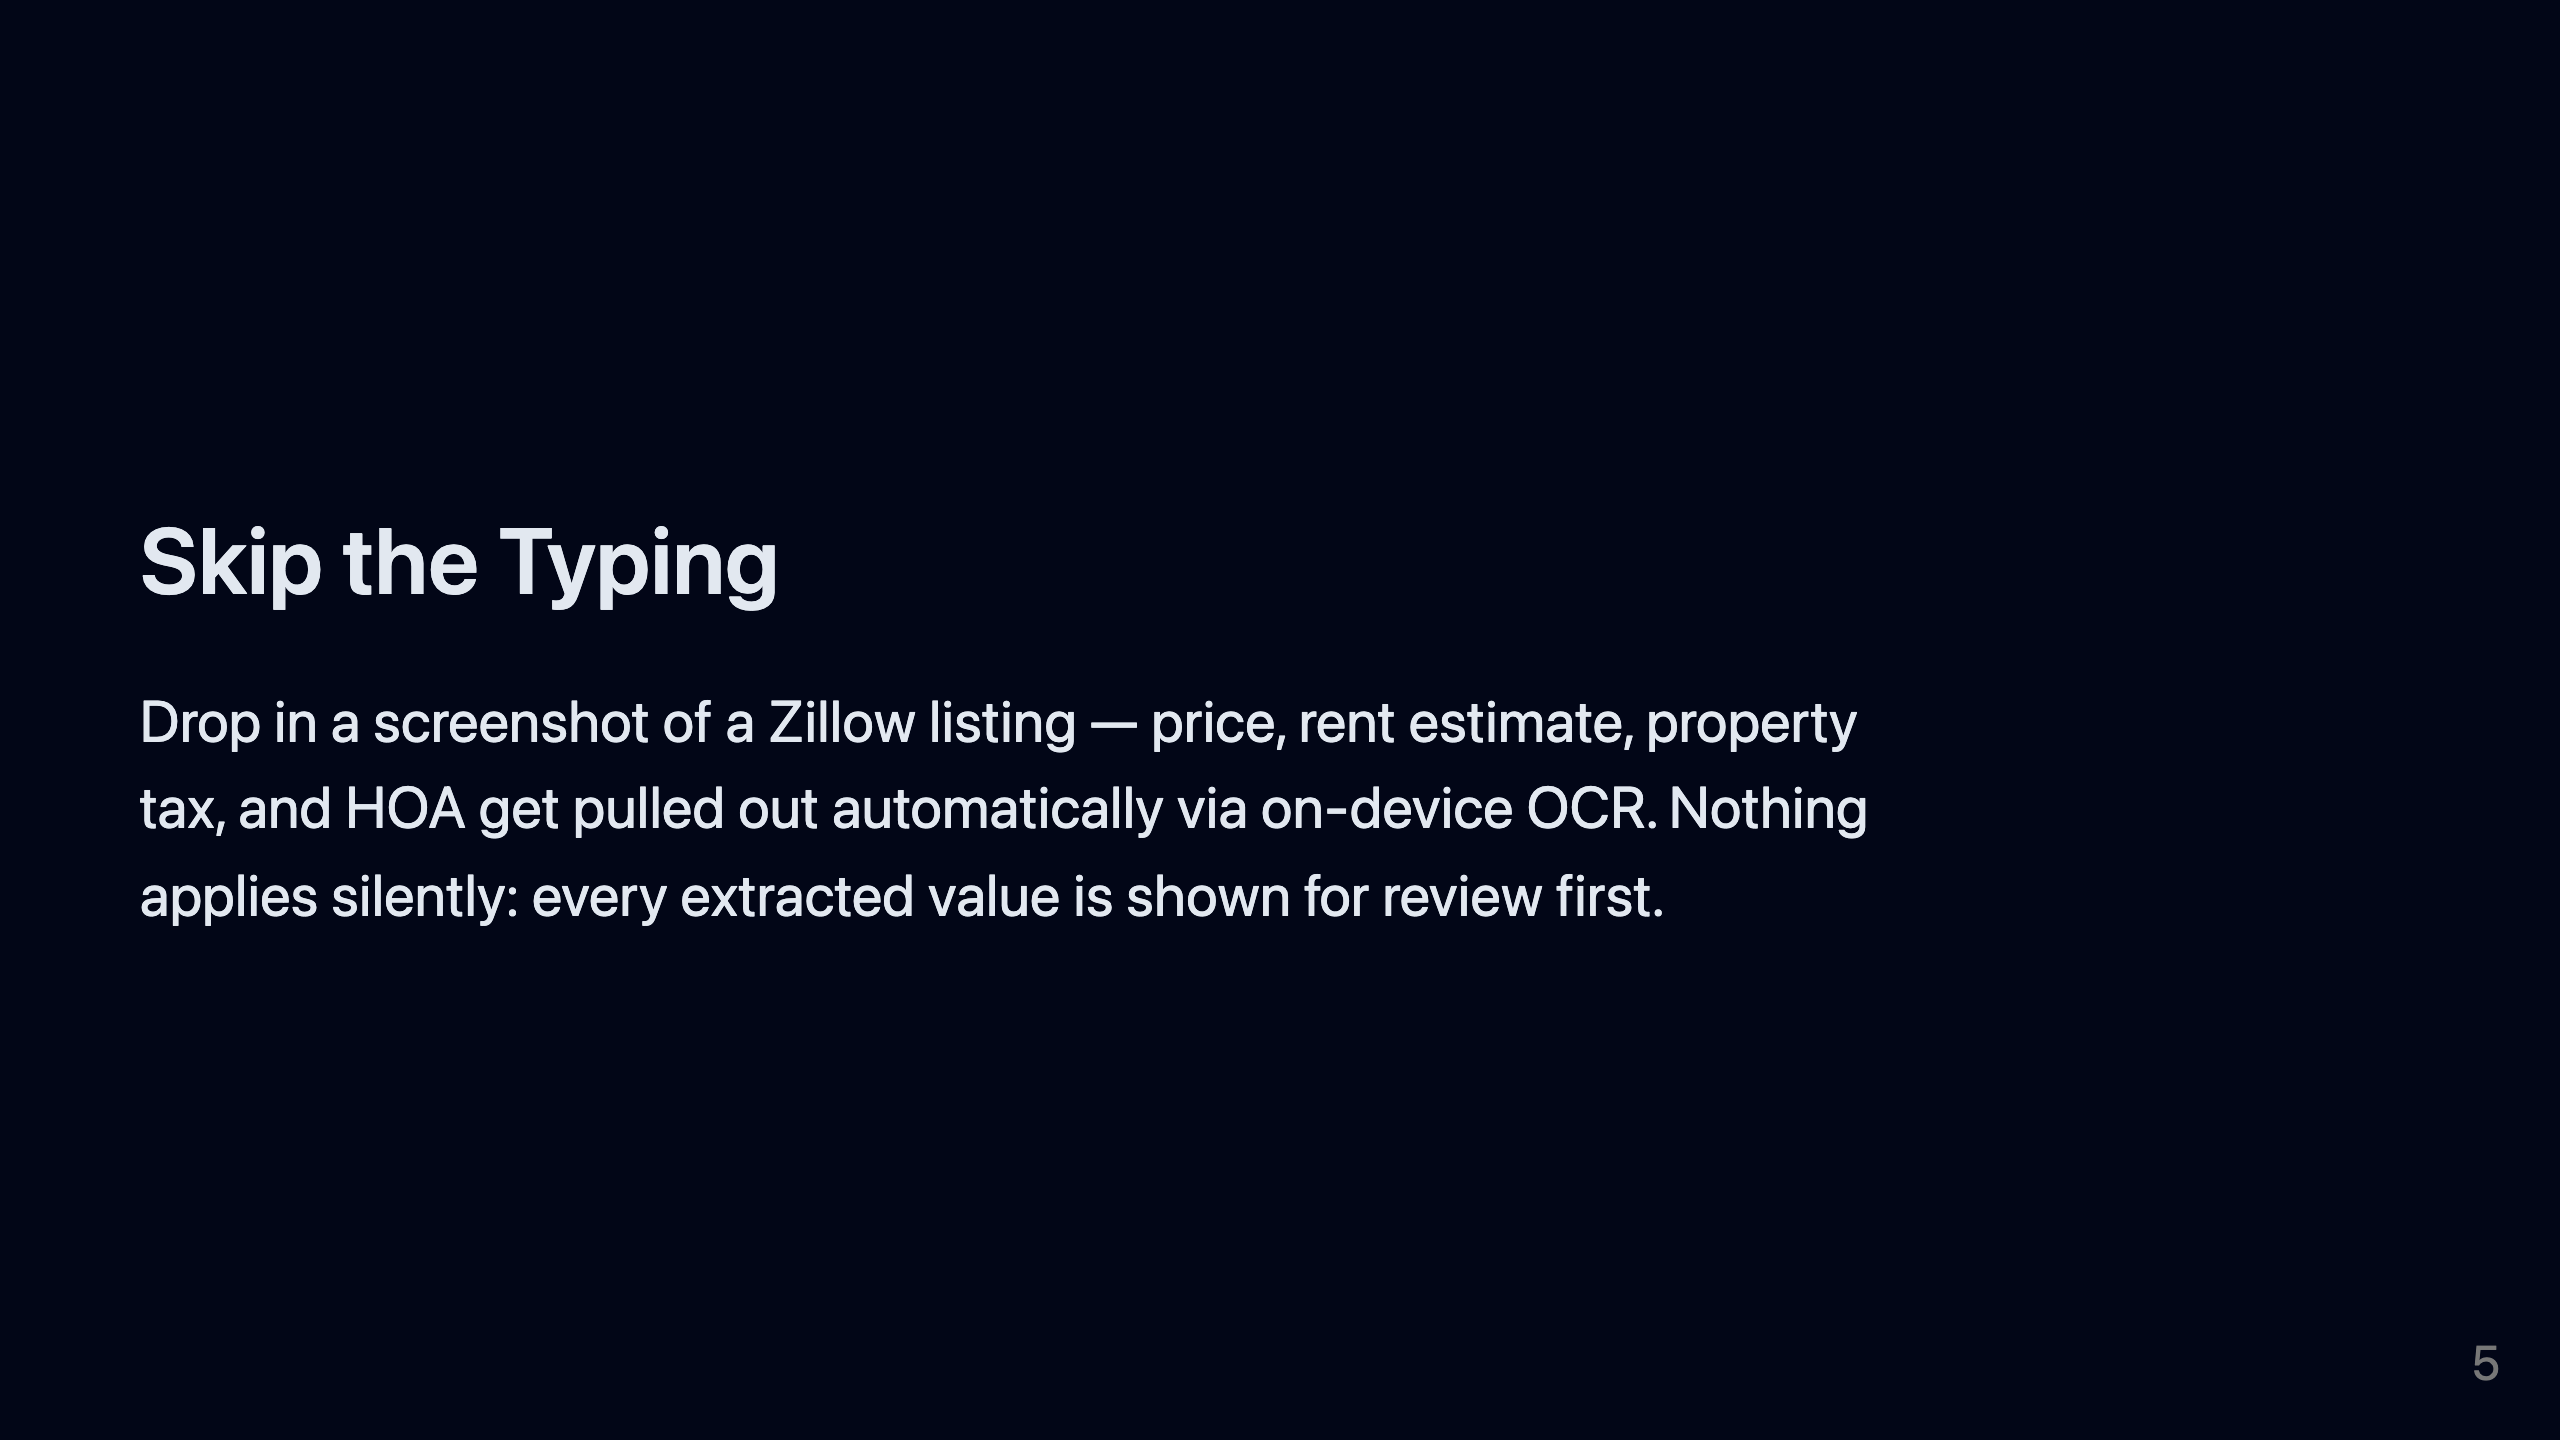 Skip the Typing
Drop in a screenshot of a Zillow listing — price, rent estimate, property
tax, and HOA get pulled out automatically via on-device OCR. Nothing
applies silently: every extracted value is shown for review first.
5